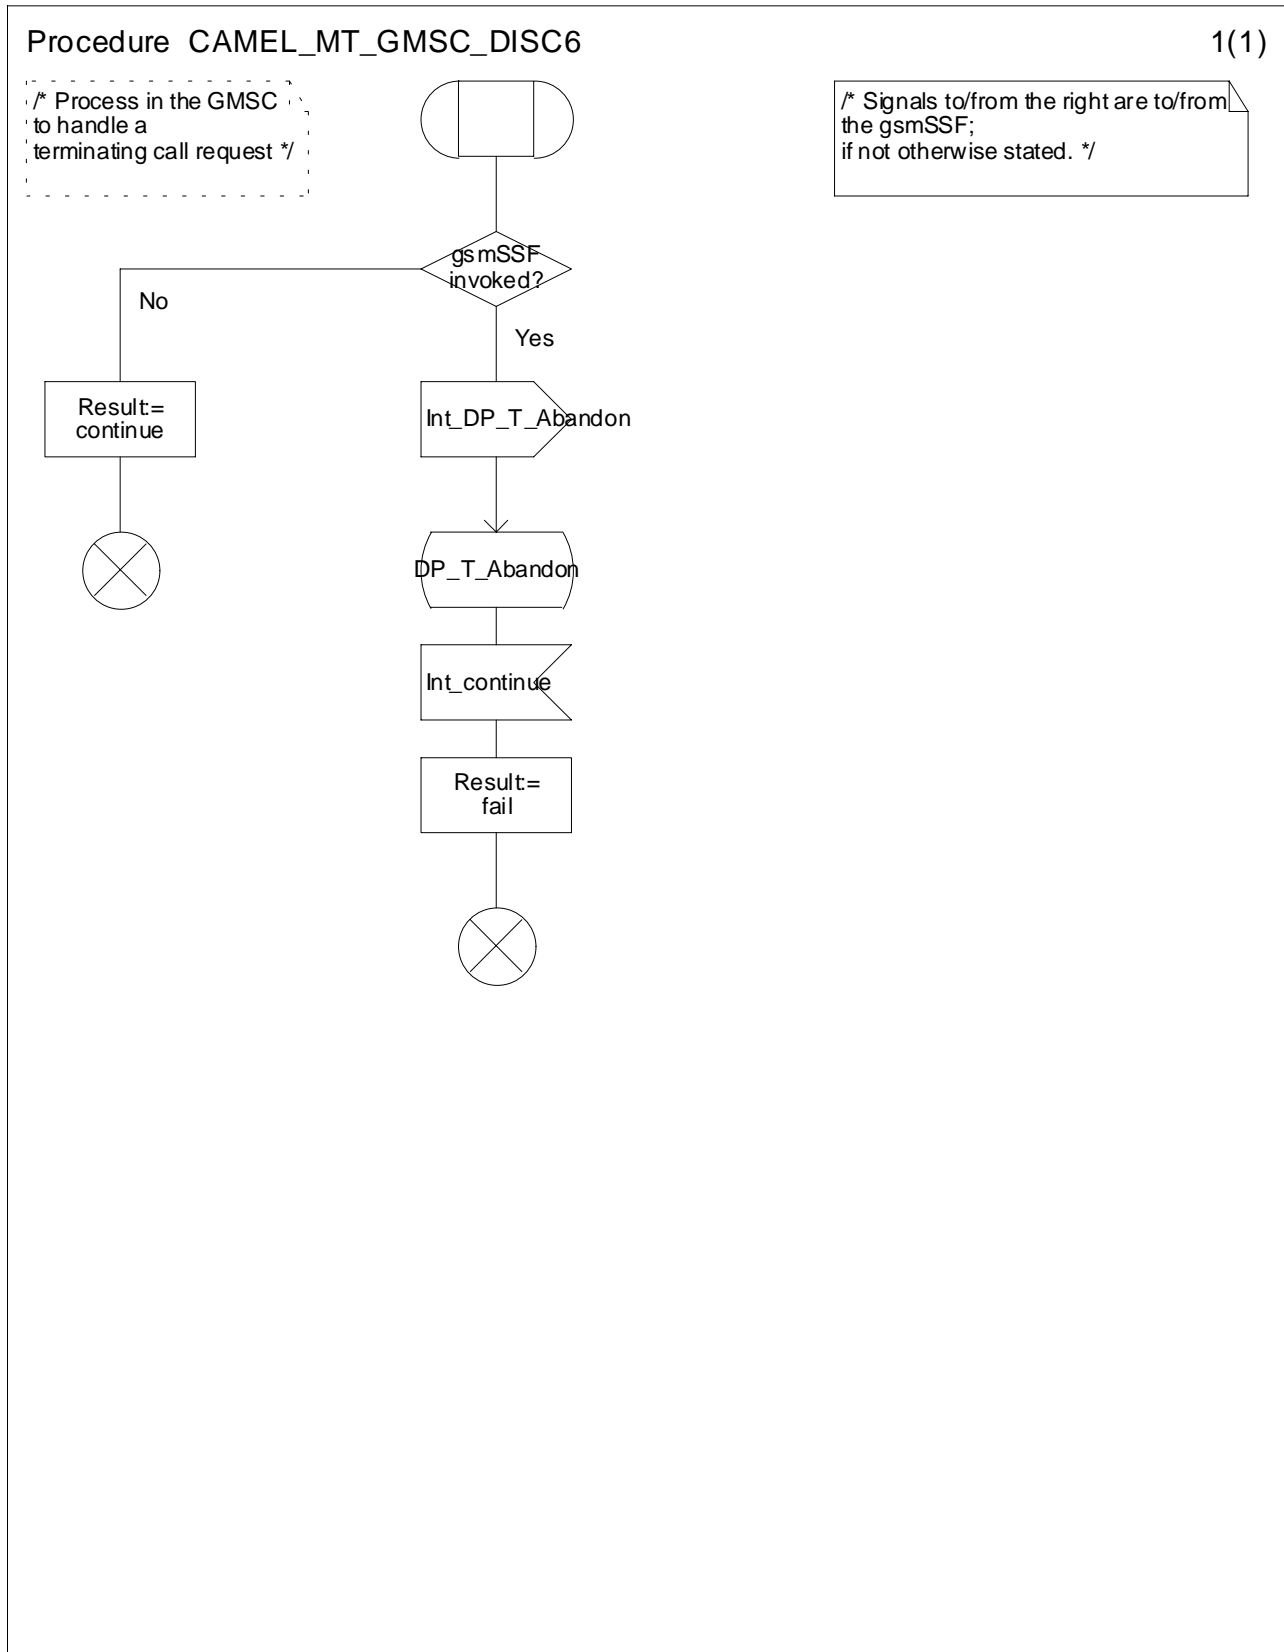 Procedure CAMEL_MT_GMSC_DISC6
1(1)
/* Process in the GMSC
to handle a
terminating call request */
/* Signals to/from the right are to/from
the gsmSSF;
if not otherwise stated. */
gsmSSF
invoked?
No
Yes
Result:=
continue
Int_DP_T_Abandon
DP_T_Abandon
Int_continue
Result:=
fail